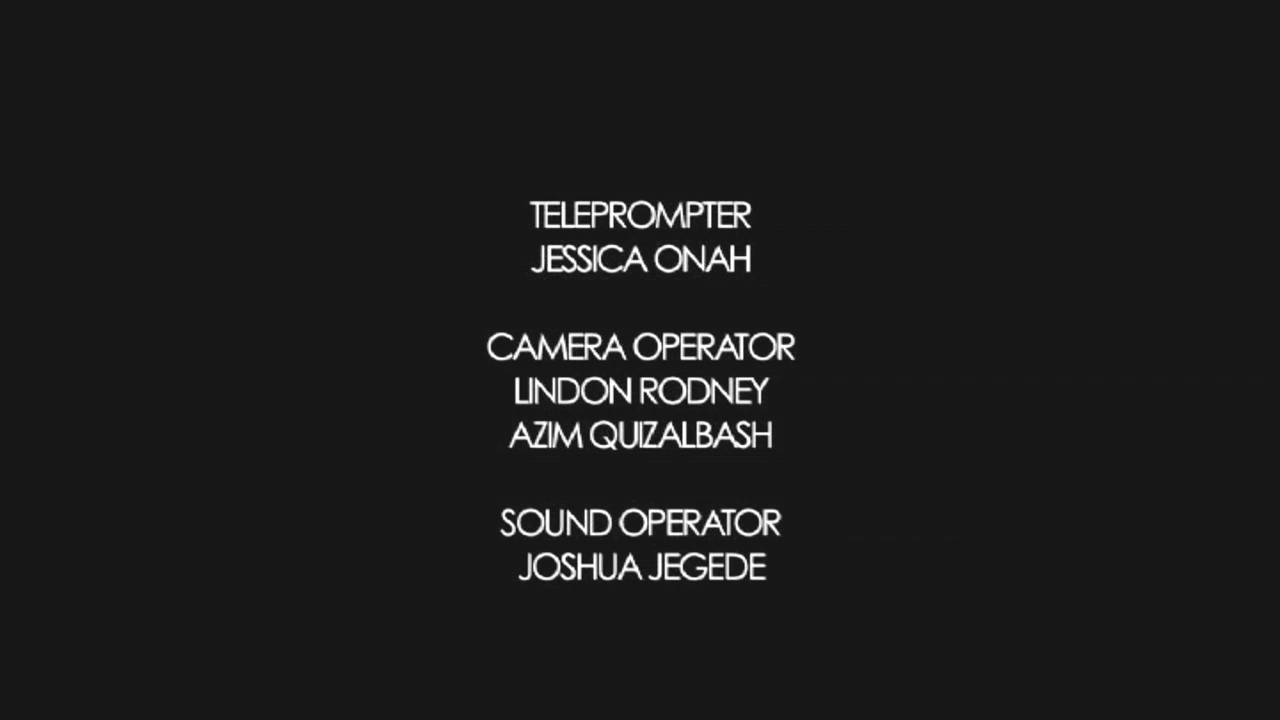 TELEPROMPTER
JESSICA ONAH
CAMERA OPERATOR
LINDON RODNEY
AZIM QUIZALBASH
SOUND OPERATOR
JOSHUA JEGEDE